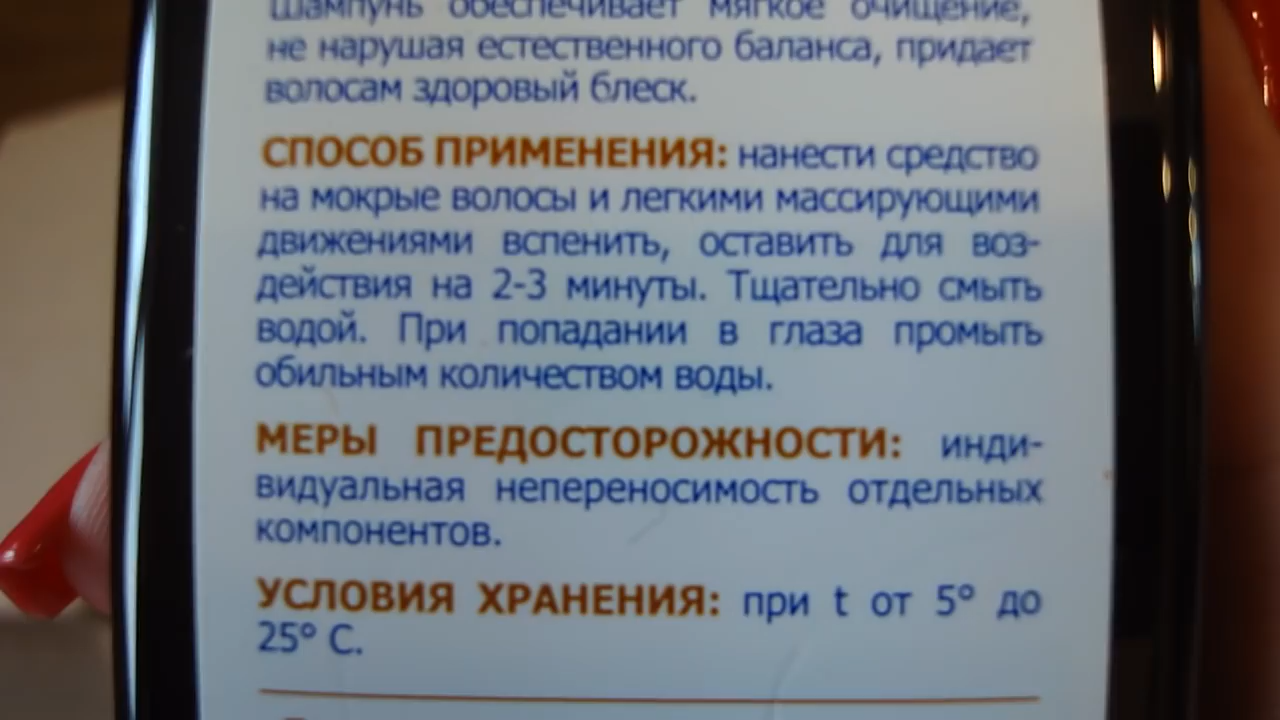 Шампунь обеспечивает мягкое очищение,
не нарушая естественного баланса, придает
волосам здоровый блеск.
СПОСОБ ПРИМЕНЕНИЯ: нанести средство
на мокрые волосы и легкими массирующими
движениями вспенить, оставить для воз-
действия на 2-3 минуты. Тщательно смыть
водой. При попадании в глаза промыть
обильным количеством воды.
МЕРЫ ПРЕДОСТОРОЖНОСТИ: инди-
видуальная непереносимость отдельных
компонентов.
УСЛОВИЯ ХРАНЕНИЯ: при t от 5° до
25° С.